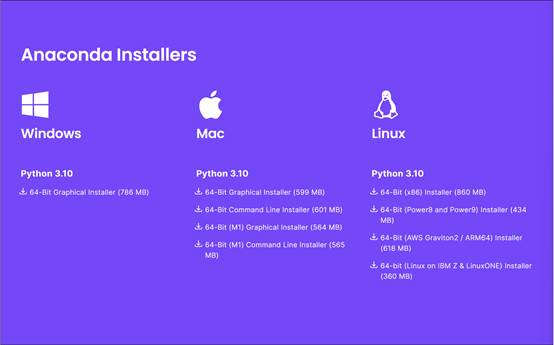 Anaconda Installers
Windows
Python 3.10
64-Bit Graphical Installer (786 MB)
Mac
Python 3.10
64-Bit Graphical Installer (599 MB)
64-Bit Command Line Installer (601 MB)
64-Bit (M1) Graphical Installer (564 MB)
64-Bit (M1) Command Line Installer (565
MB)
Linux
Python 3.10
64-Bit (x86) Installer (860 MB)
64-Bit (Power8 and Power9) Installer (434
MB)
64-Bit (AWS Graviton2 / ARM64) Installer
(618 MB)
64-bit (Linux on IBM Z & LinuxONE) Installer
(360 MB)